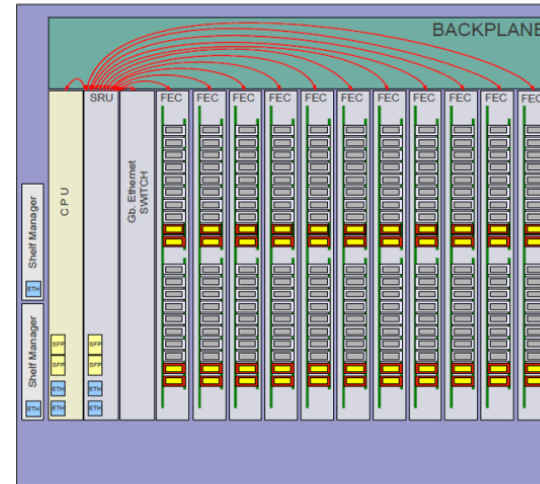 BACKPLANE
SRU
FEC
FEC
FEC
FEC
FEC
FEC
FEC
FEC
FEC
FEC
FEC
CPU
Gb. Ethernet
SWITCH
Shelf Manager
ETH
Shelf Manager
ETH
SFP
SFP
ETH
ETH
SFP
SFP
ETH
ETH